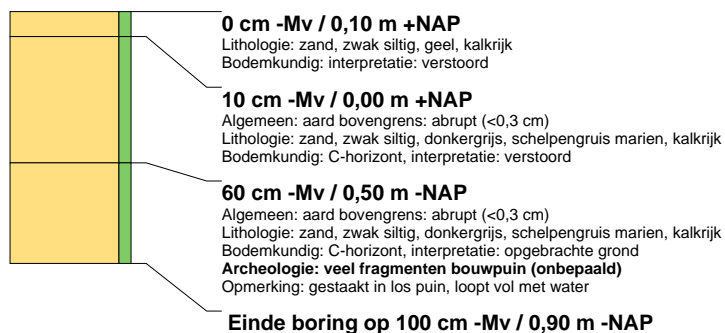 0 cm -Mv / 0,10 m +NAP
Lithologie: zand, zwak siltig, geel, kalkrijk
Bodemkundig: interpretatie: verstoord
10 cm -Mv / 0,00 m +NAP
Algemeen: aard bovengrens: abrupt (<0,3 cm)
Lithologie: zand, zwak siltig, donkergrijs, schelpengruis marien, kalkrijk
Bodemkundig: C-horizont, interpretatie: verstoord
60 cm -Mv / 0,50 m -NAP
Algemeen: aard bovengrens: abrupt (<0,3 cm)
Lithologie: zand, zwak siltig, donkergrijs, schelpengruis marien, kalkrijk
Bodemkundig: C-horizont, interpretatie: opgebrachte grond
Archeologie: veel fragmenten bouwpuin (onbepaald)
Opmerking: gestaakt in los puin, loopt vol met water
Einde boring op 100 cm -Mv / 0,90 m -NAP